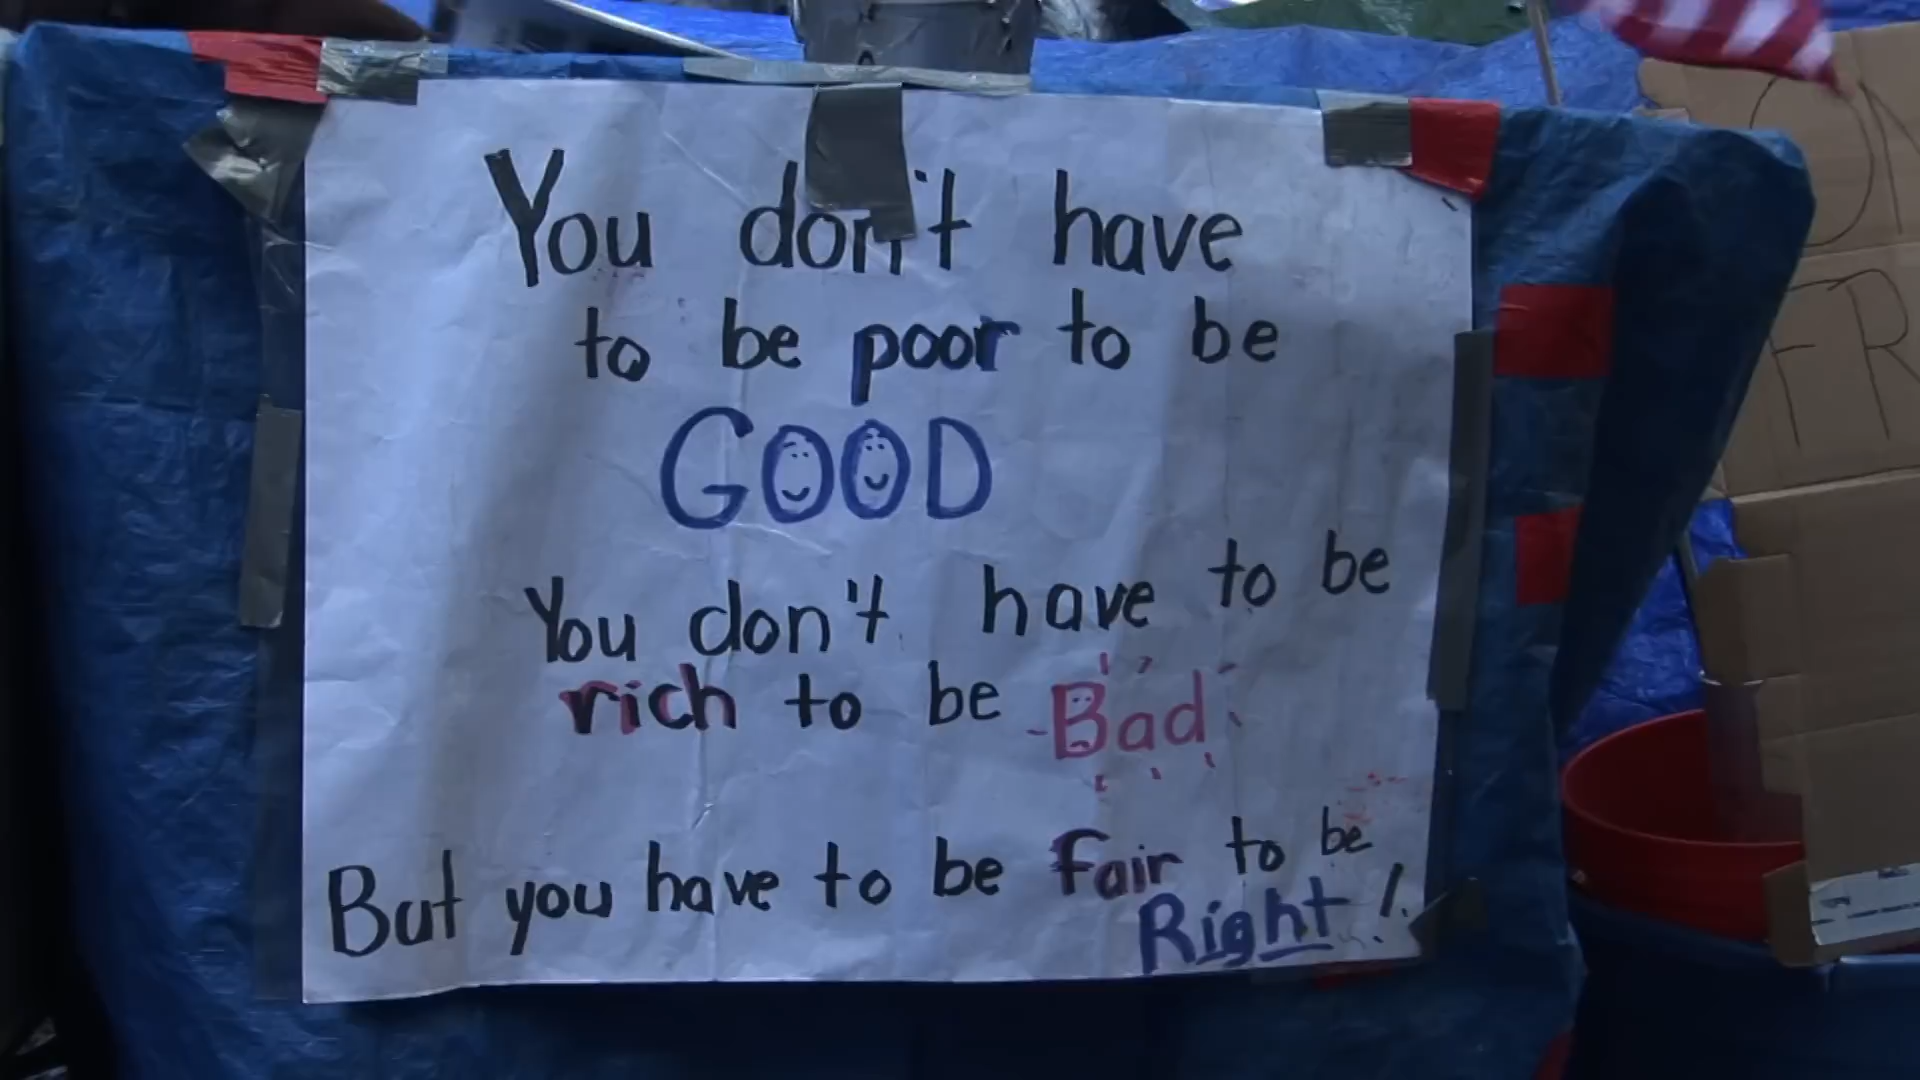 You don't have
to be poor to be
GOOD
You don't have to be
rich to be Bad
But you have to be fair to be
Right!
FR